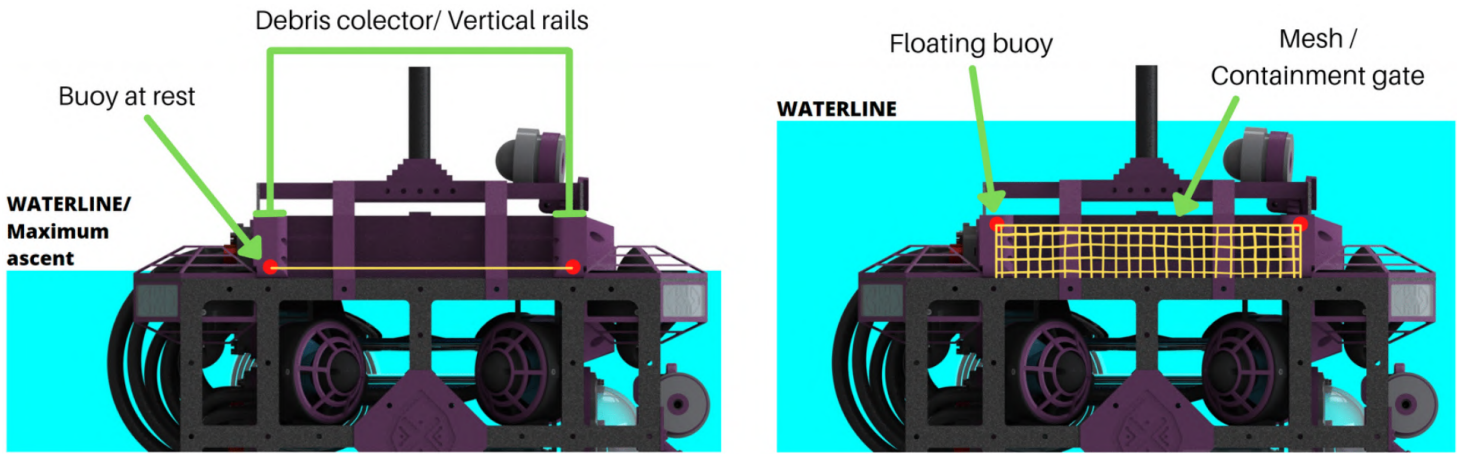 Debris colector/ Vertical rails
Buoy at rest
WATERLINE/
Maximum
ascent
Floating buoy
Mesh /
Containment gate
WATERLINE